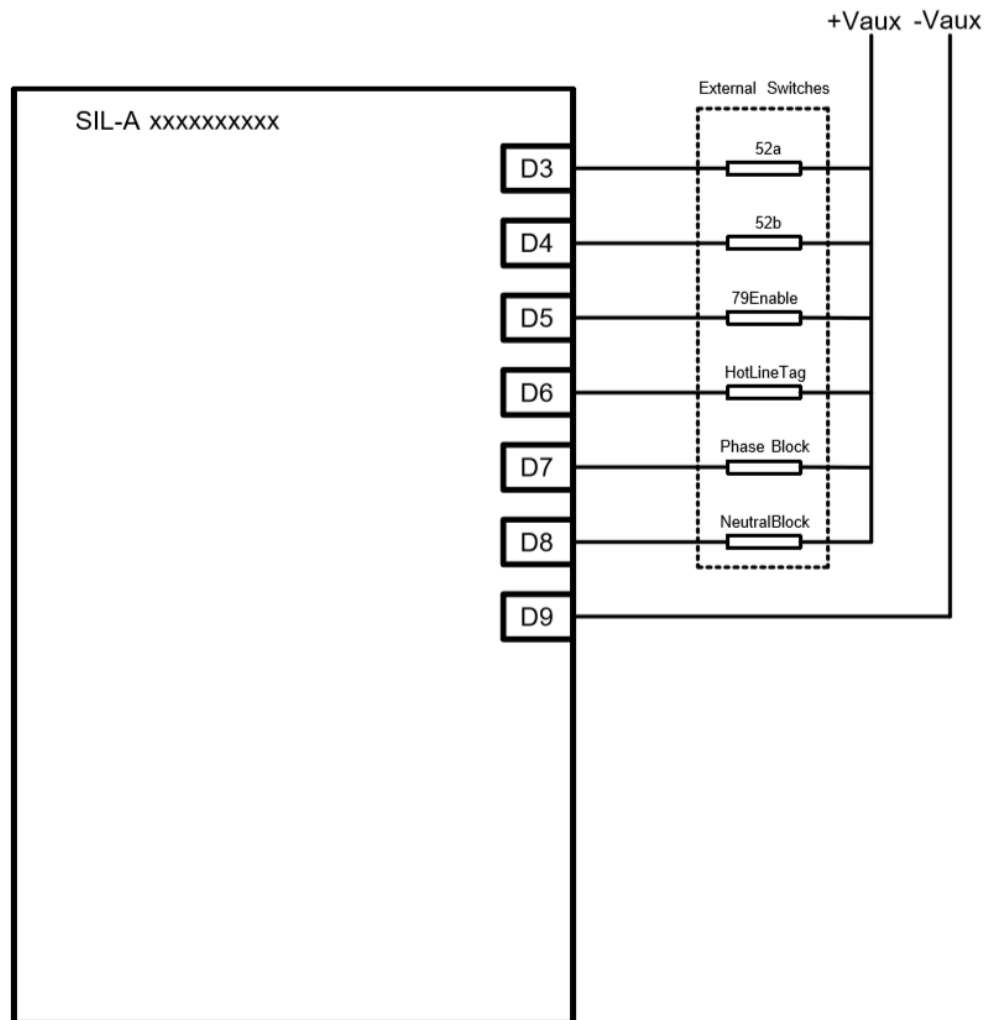 +Vaux -Vaux
External Switches
SIL-A xxxxxxxxxx
D3
52a
D4
52b
D5
79Enable
D6
HotLineTag
D7
Phase Block
D8
NeutralBlock
D9